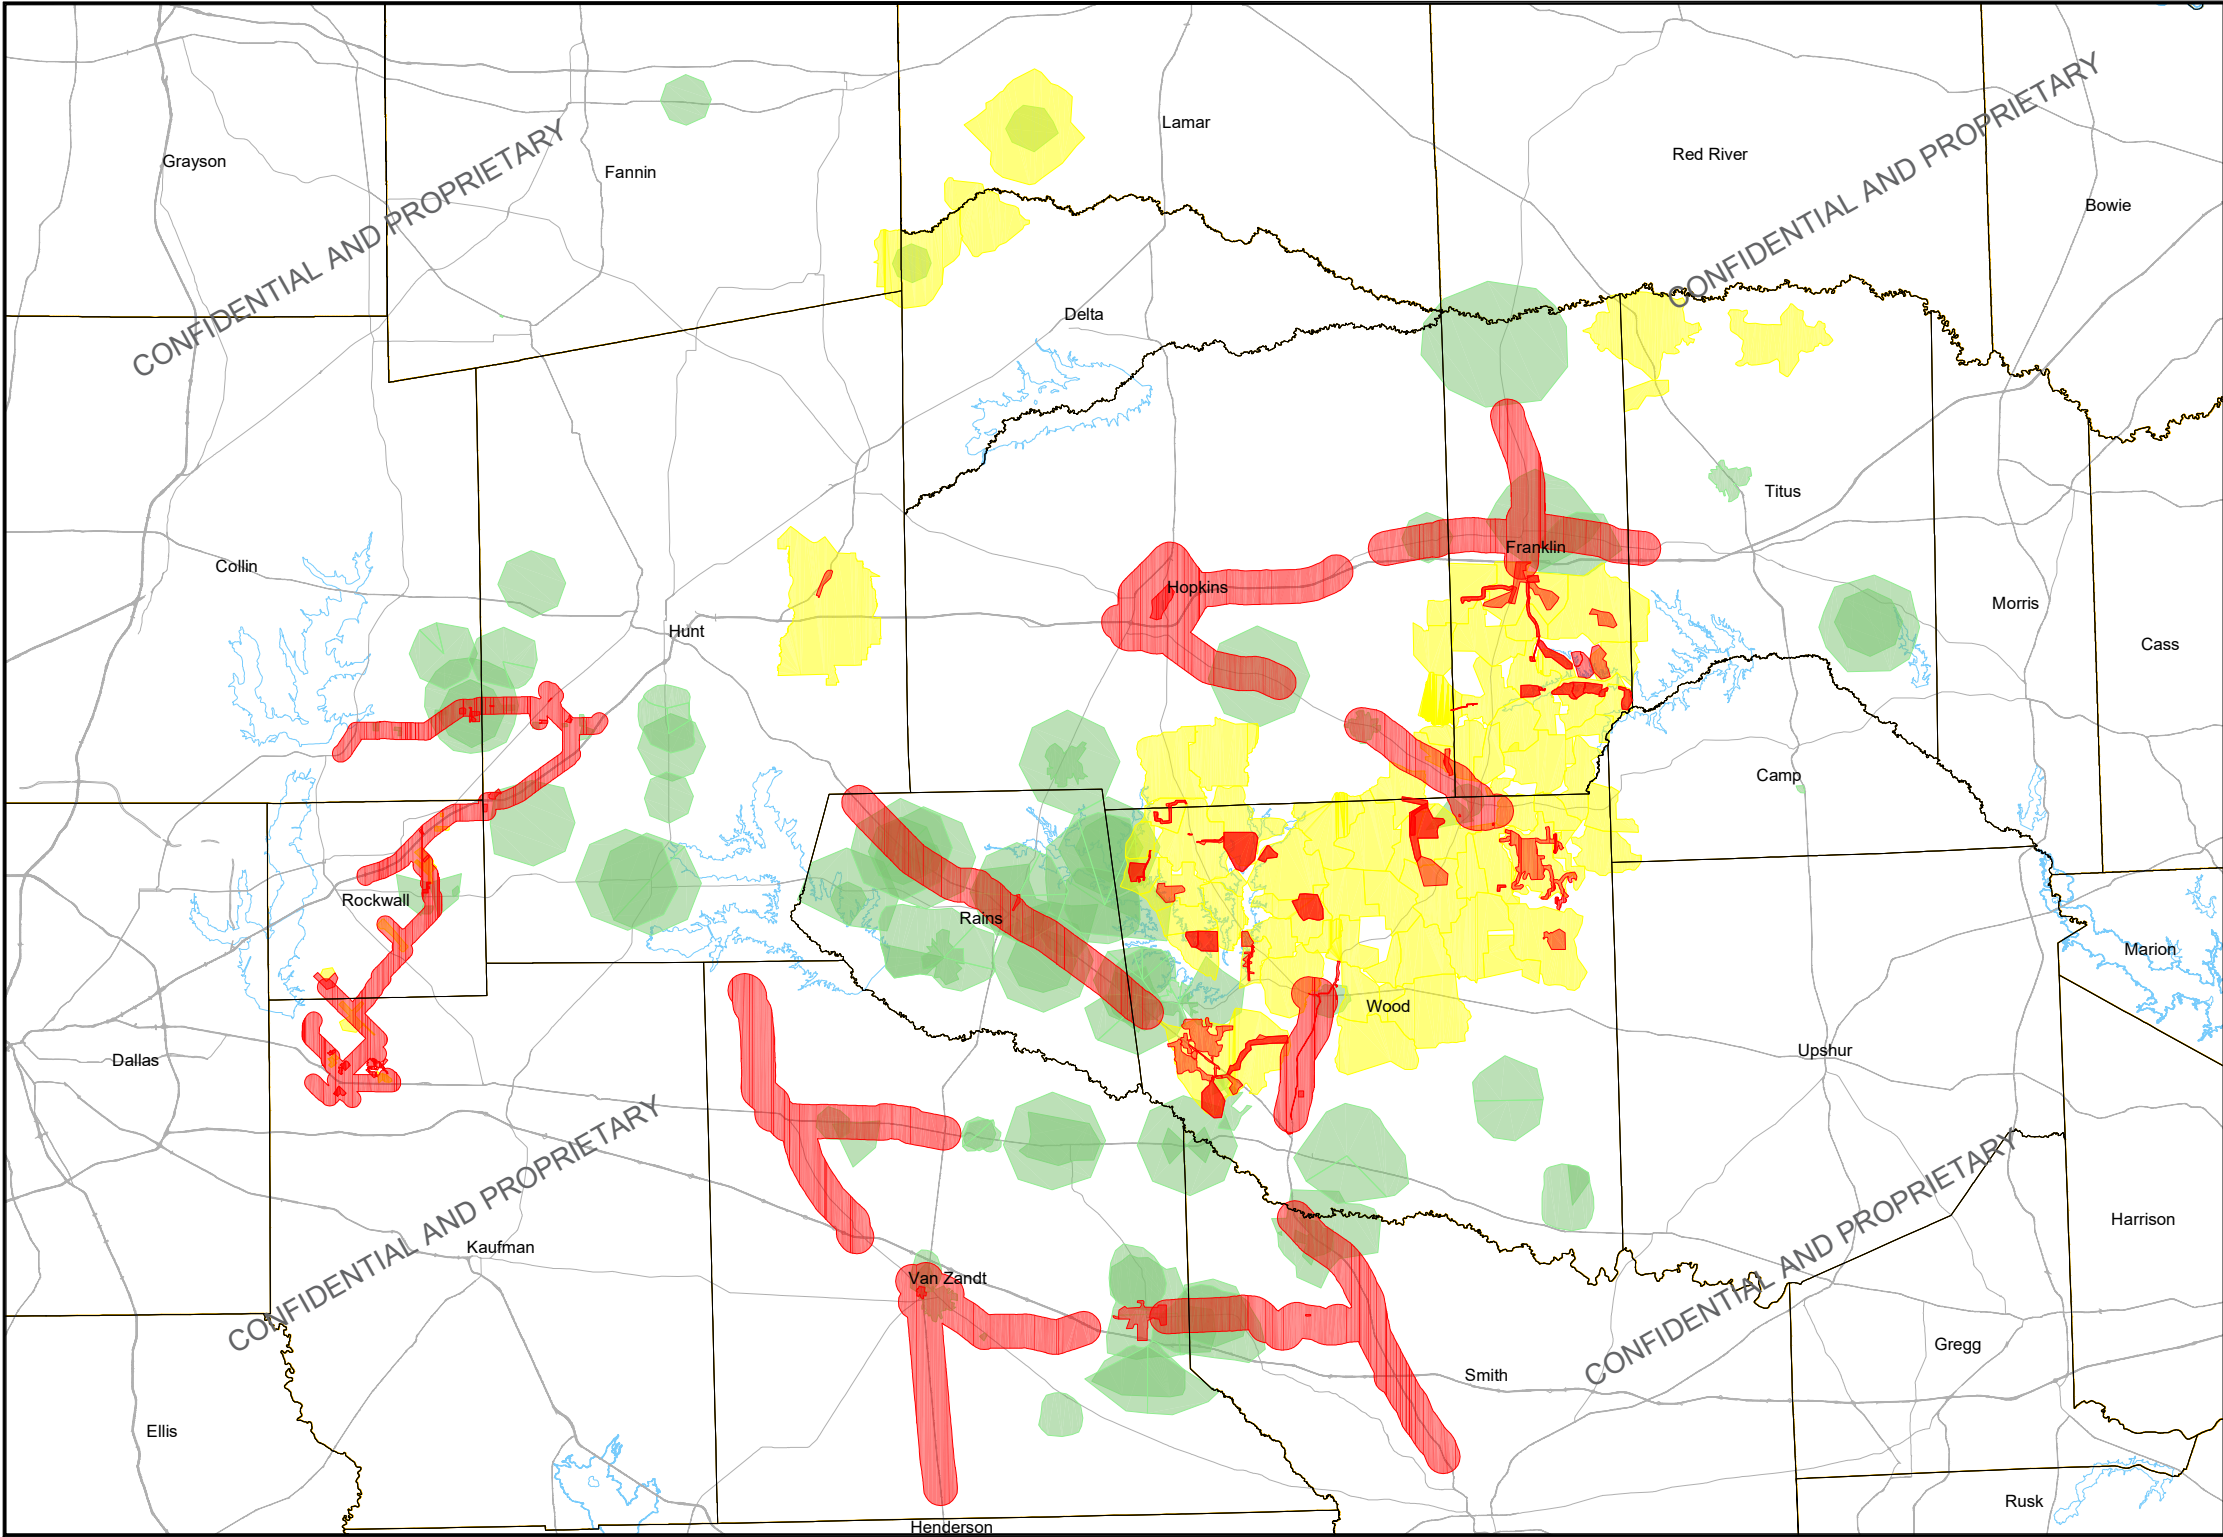 Lamar
Red River
Grayson
Fannin
Bowie
CONFIDENTIAL AND PROPRIETARY
CONFIDENTIAL AND PROPRIETARY
Delta
Titus
Franklin
Collin
Hopkins
Morris
Hunt
Cass
Camp
Rockwall
Rains
Marion
Wood
Dallas
Upshur
CONFIDENTIAL AND PROPRIETARY
CONFIDENTIAL AND PROPRIETARY
Harrison
Kaufman
Van Zandt
Gregg
Smith
Ellis
Rusk
Henderson